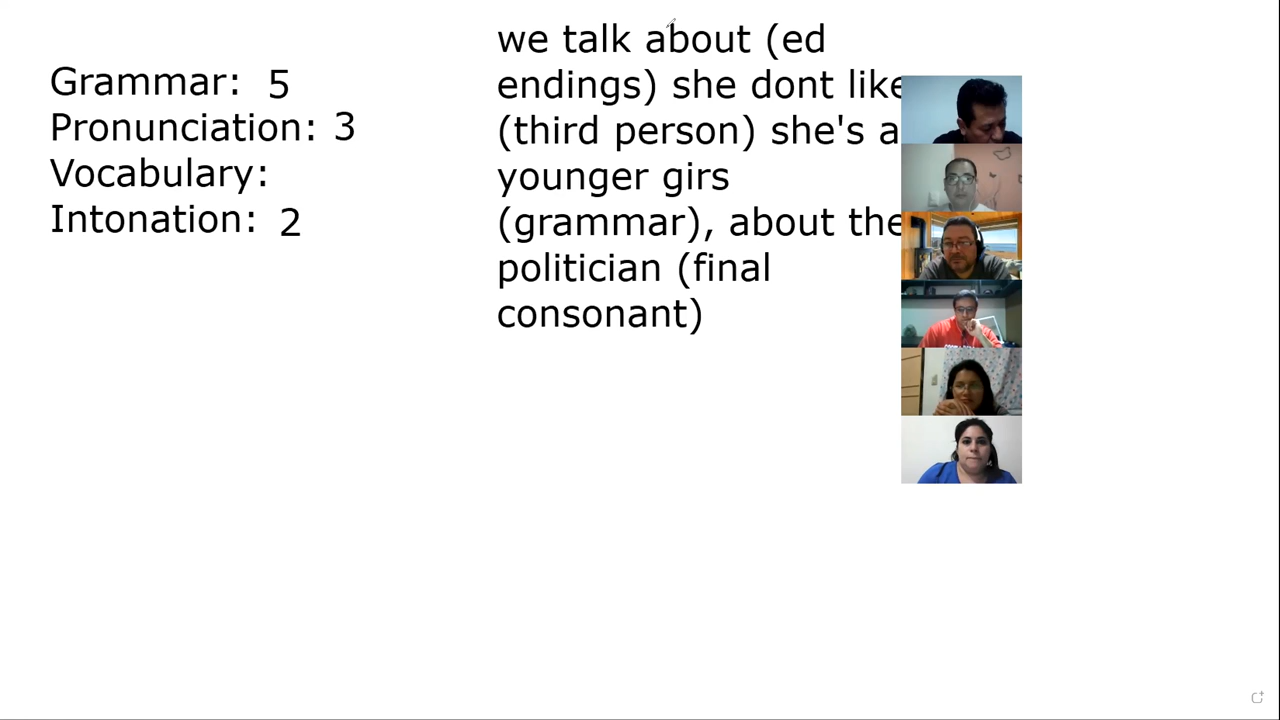 Grammar: 5
Pronunciation: 3
Vocabulary:
Intonation: 2
we talk about (ed
endings) she dont like
(third person) she's a
younger girs
(grammar), about the
politician (final
consonant)